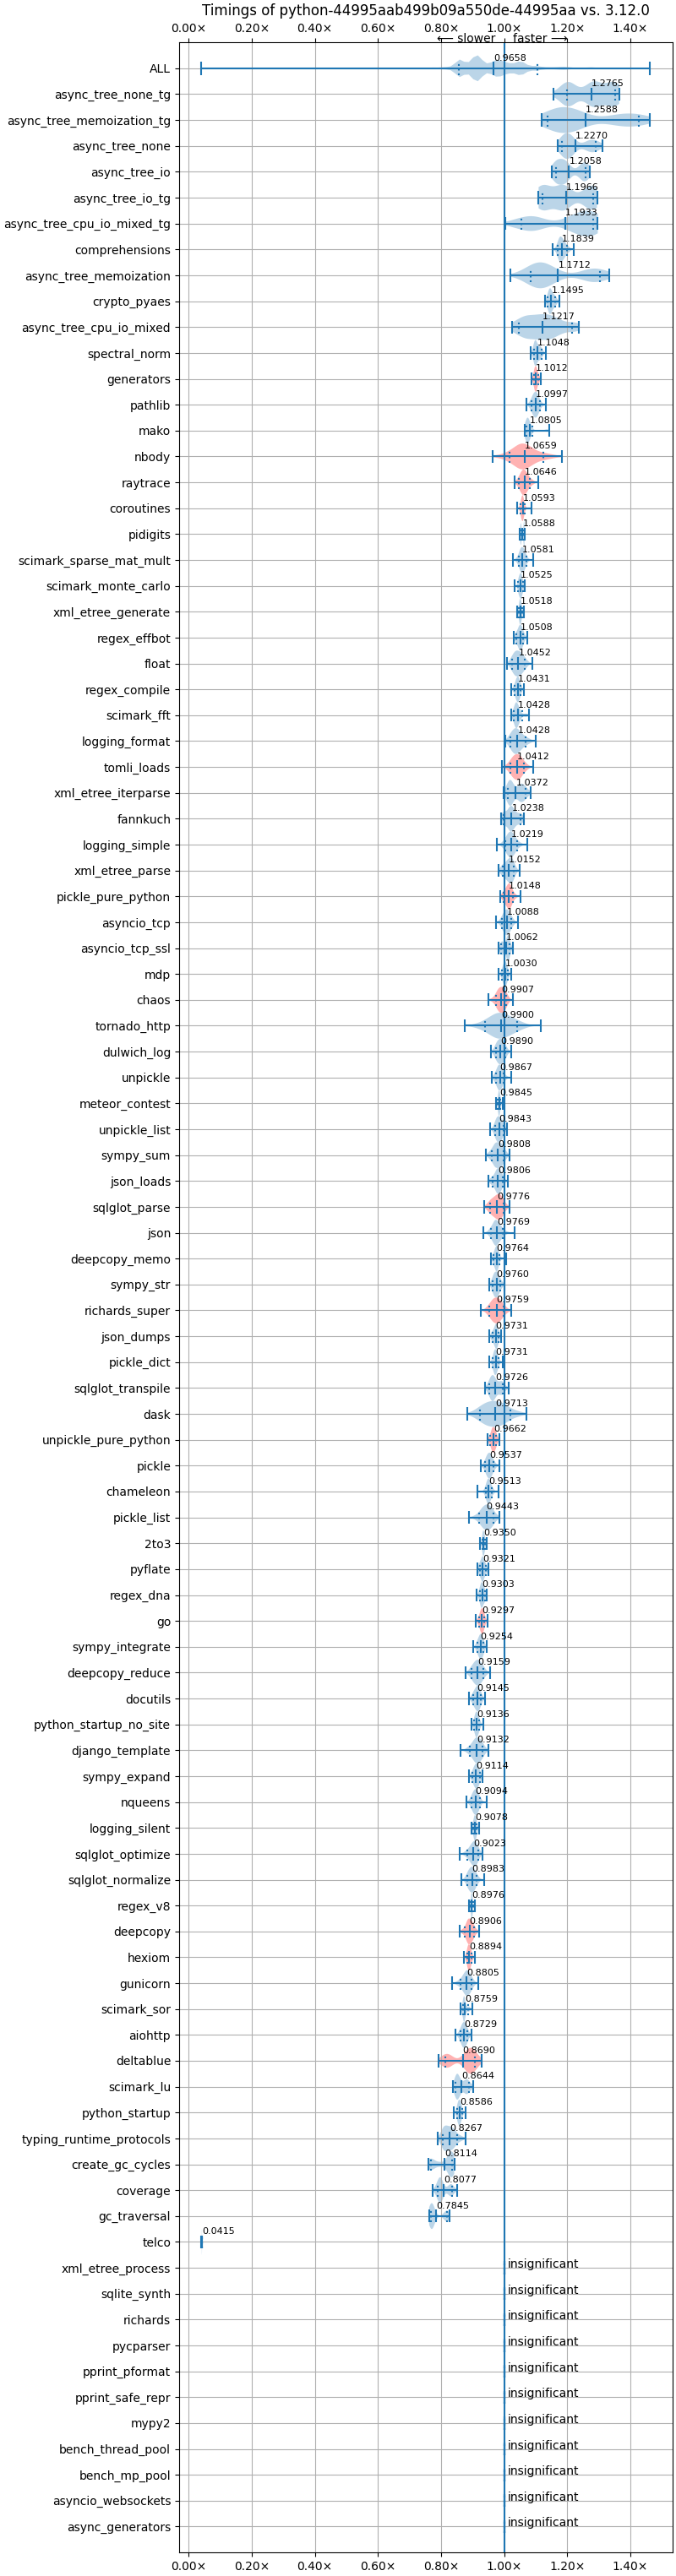 Timings of python-44995aab499b09a550de-44995aa vs. 3.12.0
0.00× 0.20× 0.40× 0.60× 0.80× 1.00× 1.20× 1.40×
⟵ slower faster ⟶
ALL 0.9658
async_tree_none_tg 1.2765
async_tree_memoization_tg 1.2588
async_tree_none 1.2270
async_tree_io 1.2058
async_tree_io_tg 1.1966
async_tree_cpu_io_mixed_tg 1.1933
comprehensions 1.1839
async_tree_memoization 1.1712
crypto_pyaes 1.1495
async_tree_cpu_io_mixed 1.1217
spectral_norm 1.1048
generators 1.1012
pathlib 1.0997
mako 1.0805
nbody 1.0659
raytrace 1.0646
coroutines 1.0593
pidigits 1.0588
scimark_sparse_mat_mult 1.0581
scimark_monte_carlo 1.0525
xml_etree_generate 1.0518
regex_effbot 1.0508
float 1.0452
regex_compile 1.0431
scimark_fft 1.0428
logging_format 1.0428
tomli_loads 1.0412
xml_etree_iterparse 1.0372
fannkuch 1.0238
logging_simple 1.0219
xml_etree_parse 1.0152
pickle_pure_python 1.0148
asyncio_tcp 1.0088
asyncio_tcp_ssl 1.0062
mdp 1.0030
chaos 0.9907
tornado_http 0.9900
dulwich_log 0.9890
unpickle 0.9867
meteor_contest 0.9845
unpickle_list 0.9843
sympy_sum 0.9808
json_loads 0.9806
sqlglot_parse 0.9776
json 0.9769
deepcopy_memo 0.9764
sympy_str 0.9760
richards_super 0.9759
json_dumps 0.9731
pickle_dict 0.9731
sqlglot_transpile 0.9726
dask 0.9713
unpickle_pure_python 0.9662
pickle 0.9537
chameleon 0.9513
pickle_list 0.9443
2to3 0.9350
pyflate 0.9321
regex_dna 0.9303
go 0.9297
sympy_integrate 0.9254
deepcopy_reduce 0.9159
docutils 0.9145
python_startup_no_site 0.9136
django_template 0.9132
sympy_expand 0.9114
nqueens 0.9094
logging_silent 0.9078
sqlglot_optimize 0.9023
sqlglot_normalize 0.8983
regex_v8 0.8976
deepcopy 0.8906
hexiom 0.8894
gunicorn 0.8805
scimark_sor 0.8759
aiohttp 0.8729
deltablue 0.8690
scimark_lu 0.8644
python_startup 0.8586
typing_runtime_protocols 0.8267
create_gc_cycles 0.8114
coverage 0.8077
gc_traversal 0.7845
telco 0.0415
xml_etree_process insignificant
sqlite_synth insignificant
richards insignificant
pycparser insignificant
pprint_pformat insignificant
pprint_safe_repr insignificant
mypy2 insignificant
bench_thread_pool insignificant
bench_mp_pool insignificant
asyncio_websockets insignificant
async_generators insignificant
0.00× 0.20× 0.40× 0.60× 0.80× 1.00× 1.20× 1.40×